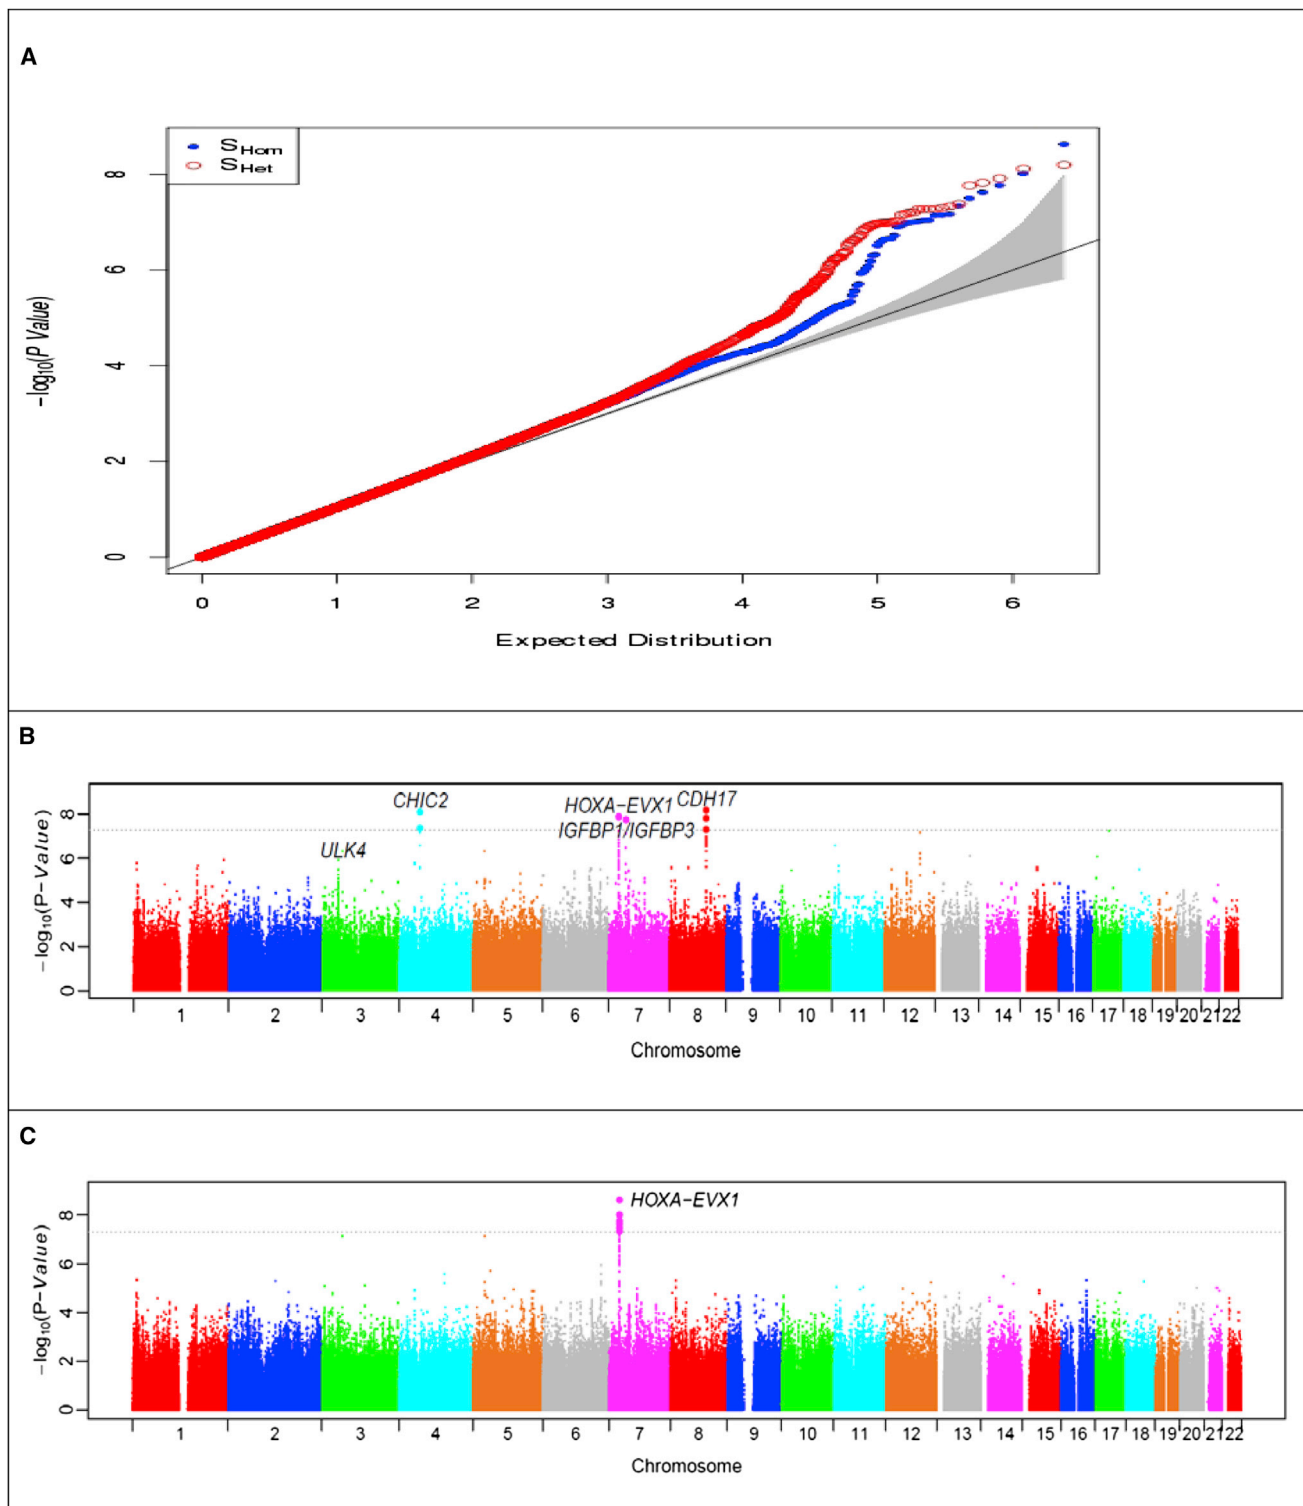 A
S_Hom
S_Het
8
6
4
2
0
-log10(P Value)
0 1 2 3 4 5 6
Expected Distribution
B
CHIC2
HOXA-EVX1 CDH17
IGFBP1/IGFBP3
ULK4
8
6
4
2
0
-log10(P-Value)
1 2 3 4 5 6 7 8 9 10 11 12 13 14 15 16 17 18 19 20 21 22
Chromosome
C
HOXA-EVX1
8
6
4
2
0
-log10(P-Value)
1 2 3 4 5 6 7 8 9 10 11 12 13 14 15 16 17 18 19 20 21 22
Chromosome